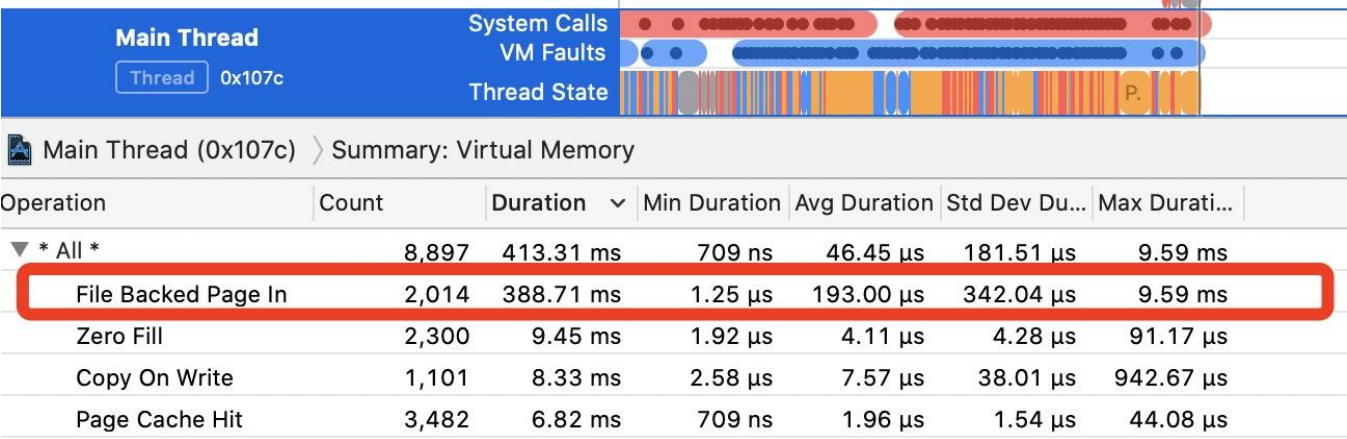 System Calls
Main Thread
VM Faults
Thread 0x107c
Thread State
P.
Main Thread (0x107c) Summary: Virtual Memory
Operation Count Duration Min Duration Avg Duration Std Dev Du... Max Durati...
* All * 8,897 413.31 ms 709 ns 46.45 µs 181.51 µs 9.59 ms
File Backed Page In 2,014 388.71 ms 1.25 µs 193.00 µs 342.04 µs 9.59 ms
Zero Fill 2,300 9.45 ms 1.92 µs 4.11 µs 4.28 µs 91.17 µs
Copy On Write 1,101 8.33 ms 2.58 µs 7.57 µs 38.01 µs 942.67 µs
Page Cache Hit 3,482 6.82 ms 709 ns 1.96 µs 1.54 µs 44.08 µs